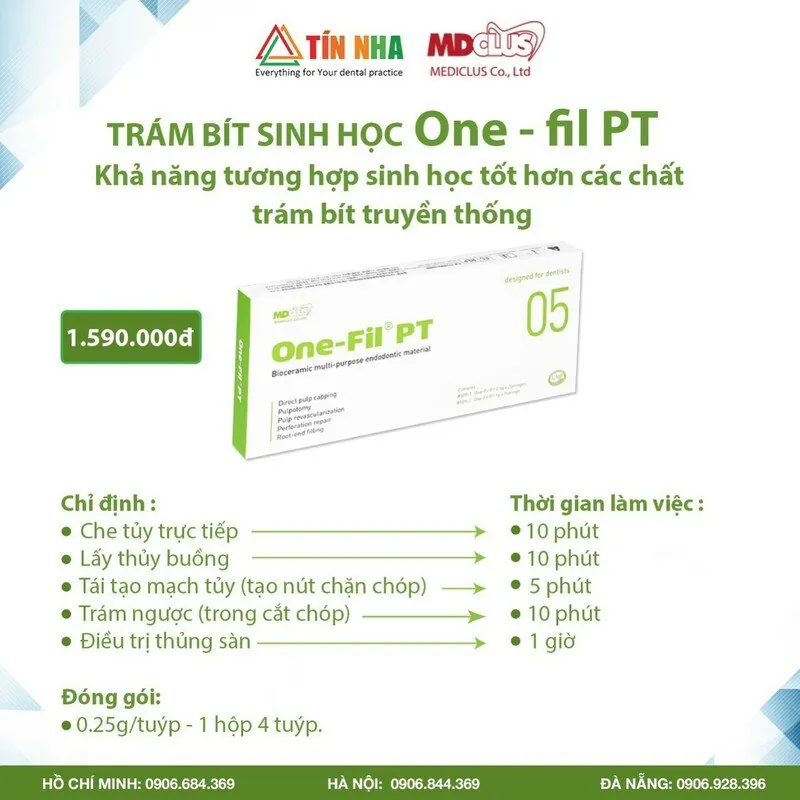 TÍN NHA
Everything for Your dental practice
MDCLUS
MEDICLUS Co., Ltd
TRÁM BÍT SINH HỌC One - fil PT
Khả năng tương hợp sinh học tốt hơn các chất
trám bít truyền thống
1.590.000đ
MDCLUS
designed for dentists
05
One-Fil® PT
Bioceramic multi-purpose endodontic material
Direct pulp capping
Pulpotomy
Pulp revascularization
Perforation repair
Root-end filling
One-Fil® PT
Chỉ định :
Thời gian làm việc :
• Che tủy trực tiếp
• 10 phút
• Lấy thủy buồng
• 10 phút
• Tái tạo mạch tủy (tạo nút chặn chóp)
• 5 phút
• Trám ngược (trong cắt chóp)
• 10 phút
• Điều trị thủng sàn
• 1 giờ
Đóng gói:
• 0.25g/tuýp - 1 hộp 4 tuýp.
HỒ CHÍ MINH: 0906.684.369
HÀ NỘI: 0906.844.369
ĐÀ NẴNG: 0906.928.396